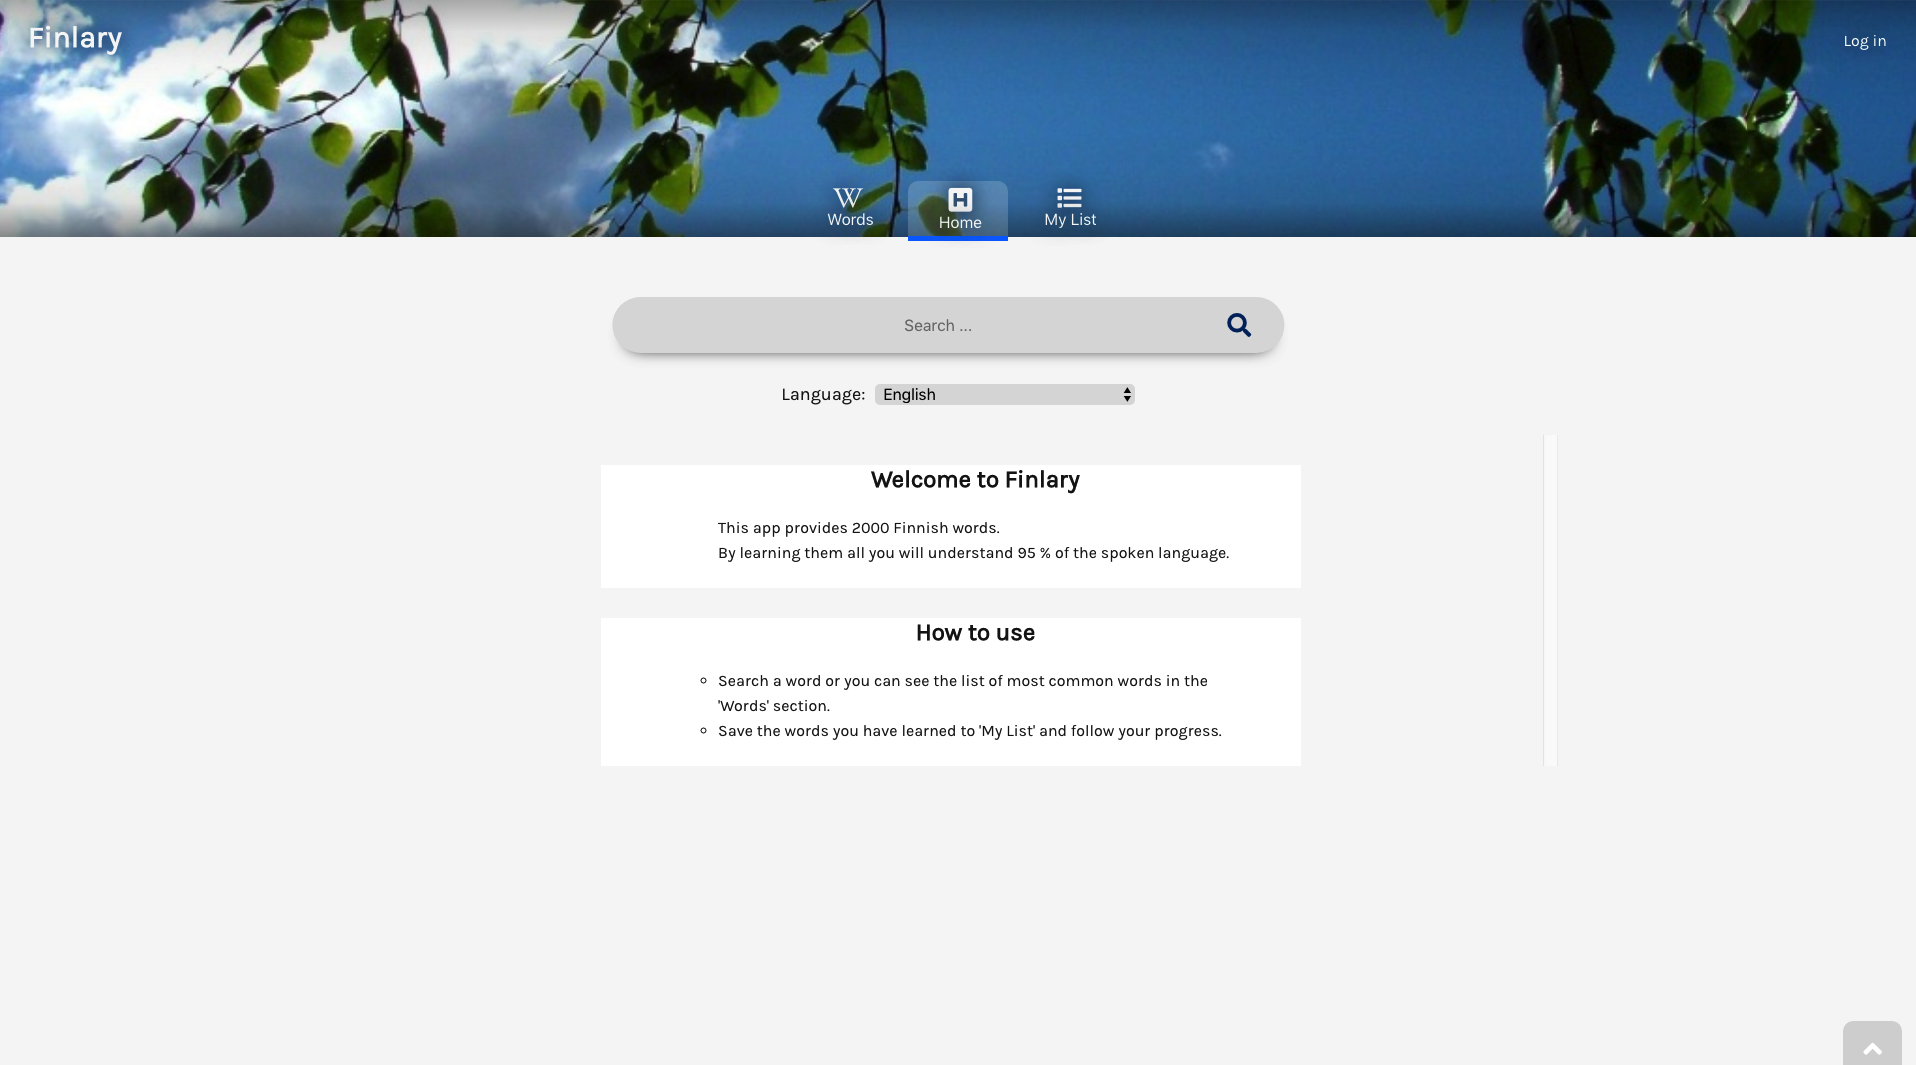 Finlary
Log in
Words
Home
My List
Search ...
Language:
English
Welcome to Finlary
This app provides 2000 Finnish words.
By learning them all you will understand 95 % of the spoken language.
How to use
Search a word or you can see the list of most common words in the
'Words' section.
Save the words you have learned to 'My List' and follow your progress.